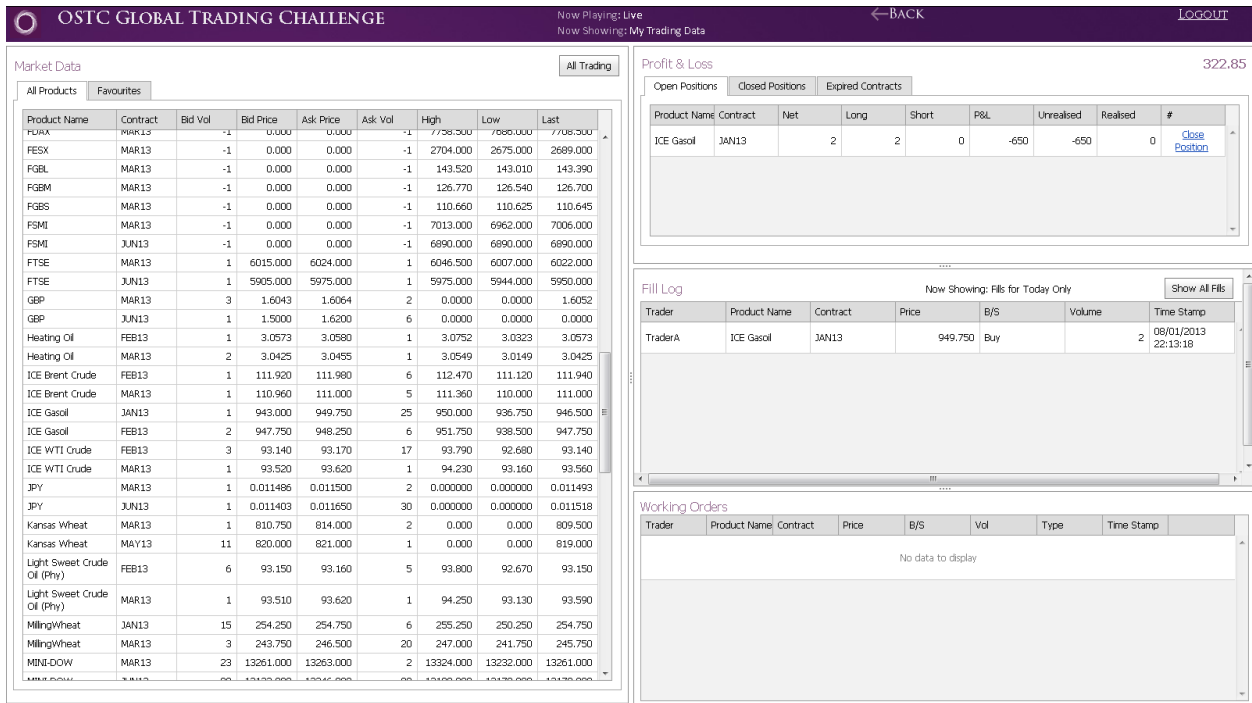 OSTC GLOBAL TRADING CHALLENGE
Now Playing: Live
Now Showing: My Trading Data
←BACK
LOGOUT
Market Data
All Trading
All Products Favourites
Product Name Contract Bid Vol Bid Price Ask Price Ask Vol High Low Last
FDAX MAR13 -1 0.000 0.000 -1 7758.500 7686.000 7708.500
FESX MAR13 -1 0.000 0.000 -1 2704.000 2675.000 2689.000
FGBL MAR13 -1 0.000 0.000 -1 143.520 143.010 143.390
FGBM MAR13 -1 0.000 0.000 -1 126.770 126.540 126.700
FGBS MAR13 -1 0.000 0.000 -1 110.660 110.625 110.645
FSMI MAR13 -1 0.000 0.000 -1 7013.000 6962.000 7006.000
FSMI JUN13 -1 0.000 0.000 -1 6890.000 6890.000 6890.000
FTSE MAR13 1 6015.000 6024.000 1 6046.500 6007.000 6022.000
FTSE JUN13 1 5905.000 5975.000 1 5975.000 5944.000 5950.000
GBP MAR13 3 1.6043 1.6064 2 0.0000 0.0000 1.6052
GBP JUN13 1 1.5000 1.6200 6 0.0000 0.0000 0.0000
Heating Oil FEB13 1 3.0573 3.0580 1 3.0752 3.0323 3.0573
Heating Oil MAR13 2 3.0425 3.0455 1 3.0549 3.0149 3.0425
ICE Brent Crude FEB13 1 111.920 111.980 6 112.470 111.120 111.940
ICE Brent Crude MAR13 1 110.960 111.000 5 111.360 110.000 111.000
ICE Gasoil JAN13 1 943.000 949.750 25 950.000 936.750 946.500
ICE Gasoil FEB13 2 947.750 948.250 6 951.750 938.500 947.750
ICE WTI Crude FEB13 3 93.140 93.170 17 93.790 92.680 93.140
ICE WTI Crude MAR13 1 93.520 93.620 1 94.230 93.160 93.560
JPY MAR13 1 0.011486 0.011500 2 0.000000 0.000000 0.011493
JPY JUN13 1 0.011403 0.011650 30 0.000000 0.000000 0.011518
Kansas Wheat MAR13 1 810.750 814.000 2 0.000 0.000 809.500
Kansas Wheat MAY13 11 820.000 821.000 1 0.000 0.000 819.000
Light Sweet Crude
Oil (Phy) FEB13 6 93.150 93.160 5 93.800 92.670 93.150
Light Sweet Crude
Oil (Phy) MAR13 1 93.510 93.620 1 94.250 93.130 93.590
MillingWheat JAN13 15 254.250 254.750 6 255.250 250.250 254.750
MillingWheat MAR13 3 243.750 246.500 20 247.000 241.750 245.750
MINI-DOW MAR13 23 13261.000 13263.000 2 13324.000 13232.000 13261.000
Profit & Loss 322.85
Open Positions Closed Positions Expired Contracts
Product Name Contract Net Long Short P&L Unrealised Realised #
ICE Gasoil JAN13 2 2 0 -650 -650 0 Close
Position
Fill Log Now Showing: Fills for Today Only Show All Fills
Trader Product Name Contract Price B/S Volume Time Stamp
TraderA ICE Gasoil JAN13 949.750 Buy 2 08/01/2013
22:13:18
Working Orders
Trader Product Name Contract Price B/S Vol Type Time Stamp
No data to display